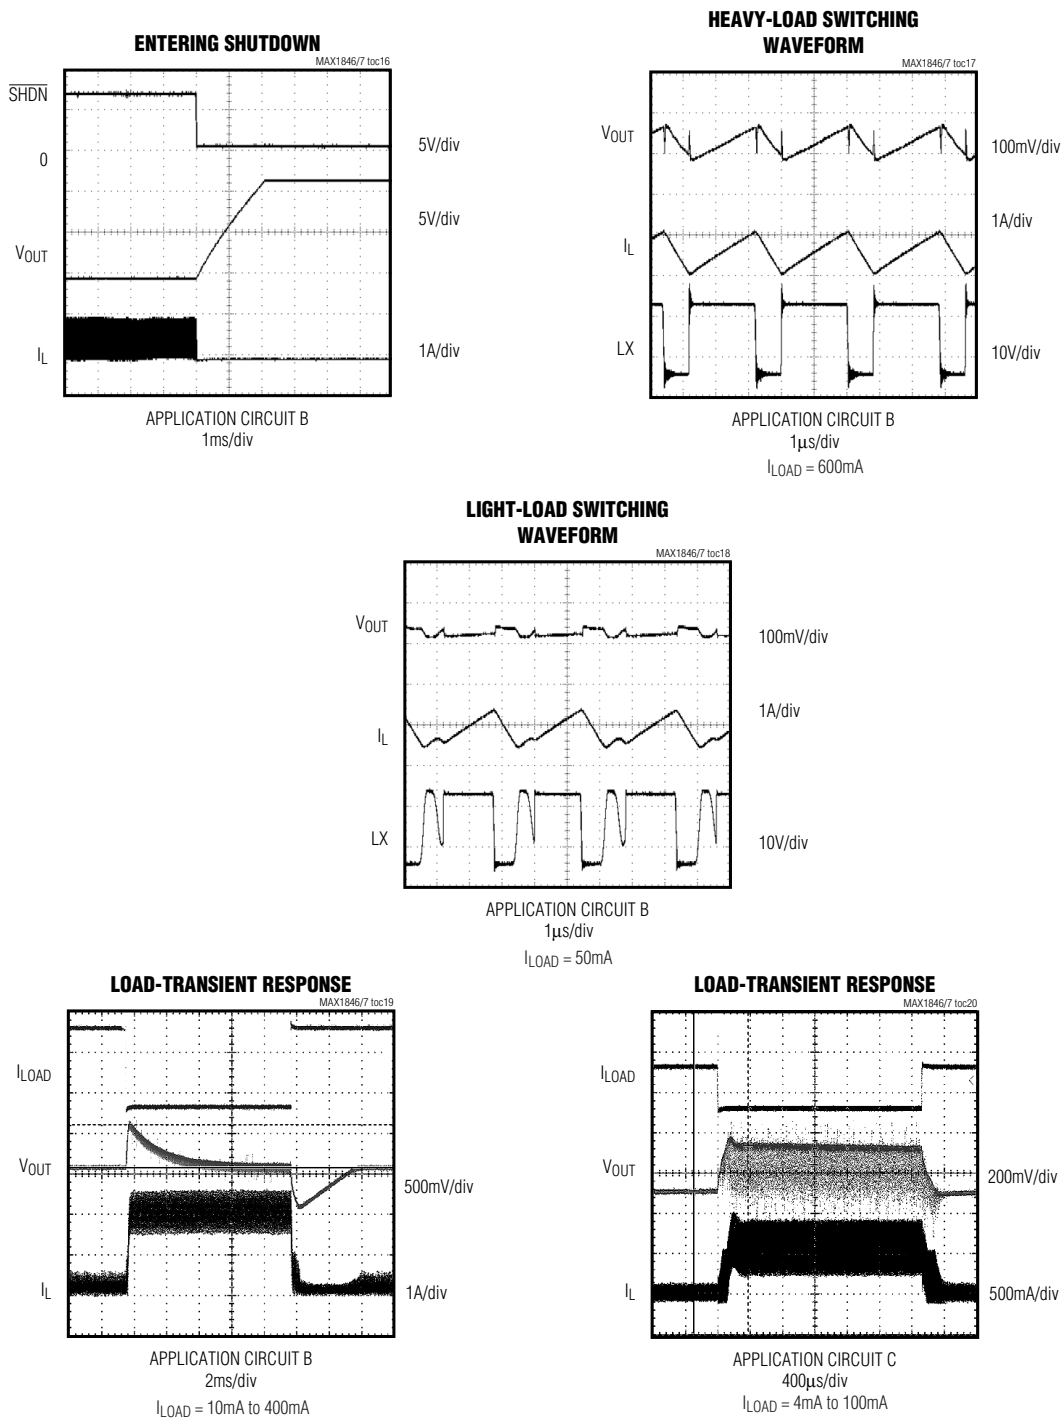 ENTERING SHUTDOWN
MAX1846/7 toc16
SHDN
0
VOUT
IL
5V/div
5V/div
1A/div
APPLICATION CIRCUIT B
1ms/div
HEAVY-LOAD SWITCHING
WAVEFORM
MAX1846/7 toc17
VOUT
IL
LX
100mV/div
1A/div
10V/div
APPLICATION CIRCUIT B
1µs/div
ILOAD = 600mA
LIGHT-LOAD SWITCHING
WAVEFORM
MAX1846/7 toc18
VOUT
IL
LX
100mV/div
1A/div
10V/div
APPLICATION CIRCUIT B
1µs/div
ILOAD = 50mA
LOAD-TRANSIENT RESPONSE
MAX1846/7 toc19
ILOAD
VOUT
IL
500mV/div
1A/div
APPLICATION CIRCUIT B
2ms/div
ILOAD = 10mA to 400mA
LOAD-TRANSIENT RESPONSE
MAX1846/7 toc20
ILOAD
VOUT
IL
200mV/div
500mA/div
APPLICATION CIRCUIT C
400µs/div
ILOAD = 4mA to 100mA